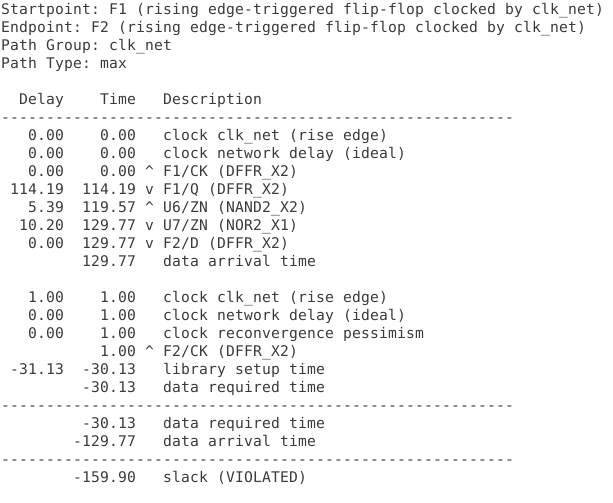 Startpoint: F1 (rising edge-triggered flip-flop clocked by clk_net)
Endpoint: F2 (rising edge-triggered flip-flop clocked by clk_net)
Path Group: clk_net
Path Type: max

  Delay    Time   Description
---------------------------------------------------------
   0.00    0.00   clock clk_net (rise edge)
   0.00    0.00   clock network delay (ideal)
   0.00    0.00 ^ F1/CK (DFFR_X2)
 114.19  114.19 v F1/Q (DFFR_X2)
   5.39  119.57 ^ U6/ZN (NAND2_X2)
  10.20  129.77 v U7/ZN (NOR2_X1)
   0.00  129.77 v F2/D (DFFR_X2)
         129.77   data arrival time

   1.00    1.00   clock clk_net (rise edge)
   0.00    1.00   clock network delay (ideal)
   0.00    1.00   clock reconvergence pessimism
           1.00 ^ F2/CK (DFFR_X2)
 -31.13  -30.13   library setup time
         -30.13   data required time
---------------------------------------------------------
         -30.13   data required time
        -129.77   data arrival time
---------------------------------------------------------
        -159.90   slack (VIOLATED)